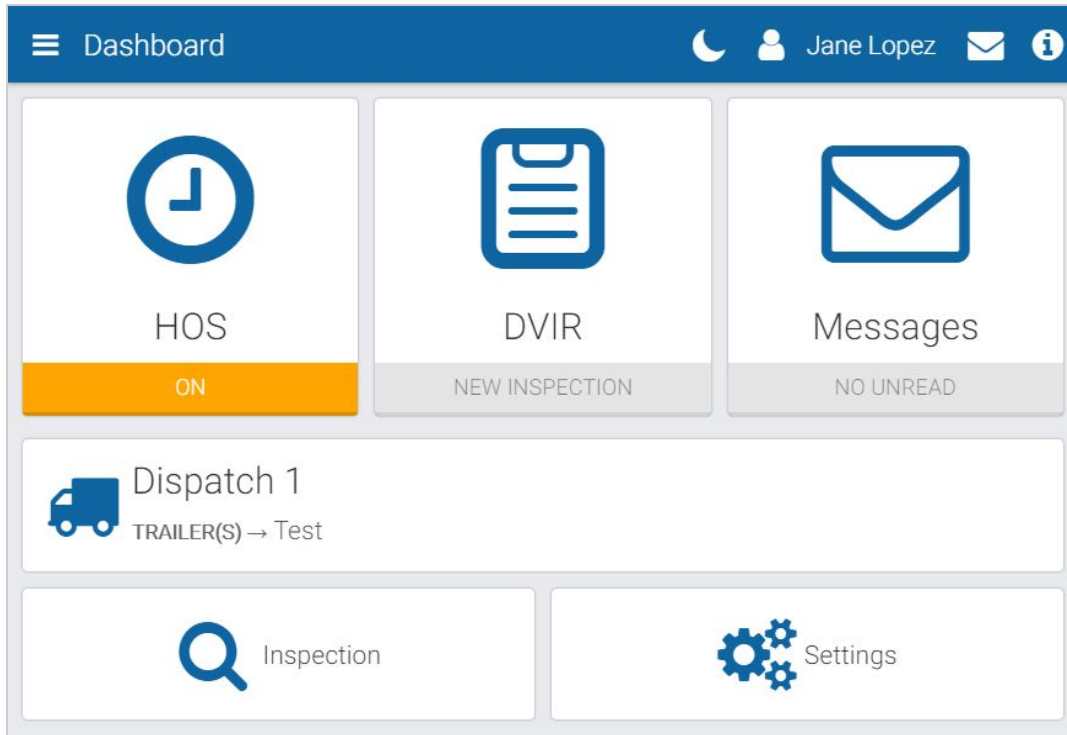 Dashboard
Jane Lopez
HOS
DVIR
Messages
ON
NEW INSPECTION
NO UNREAD
Dispatch 1
TRAILER(S) → Test
Inspection
Settings